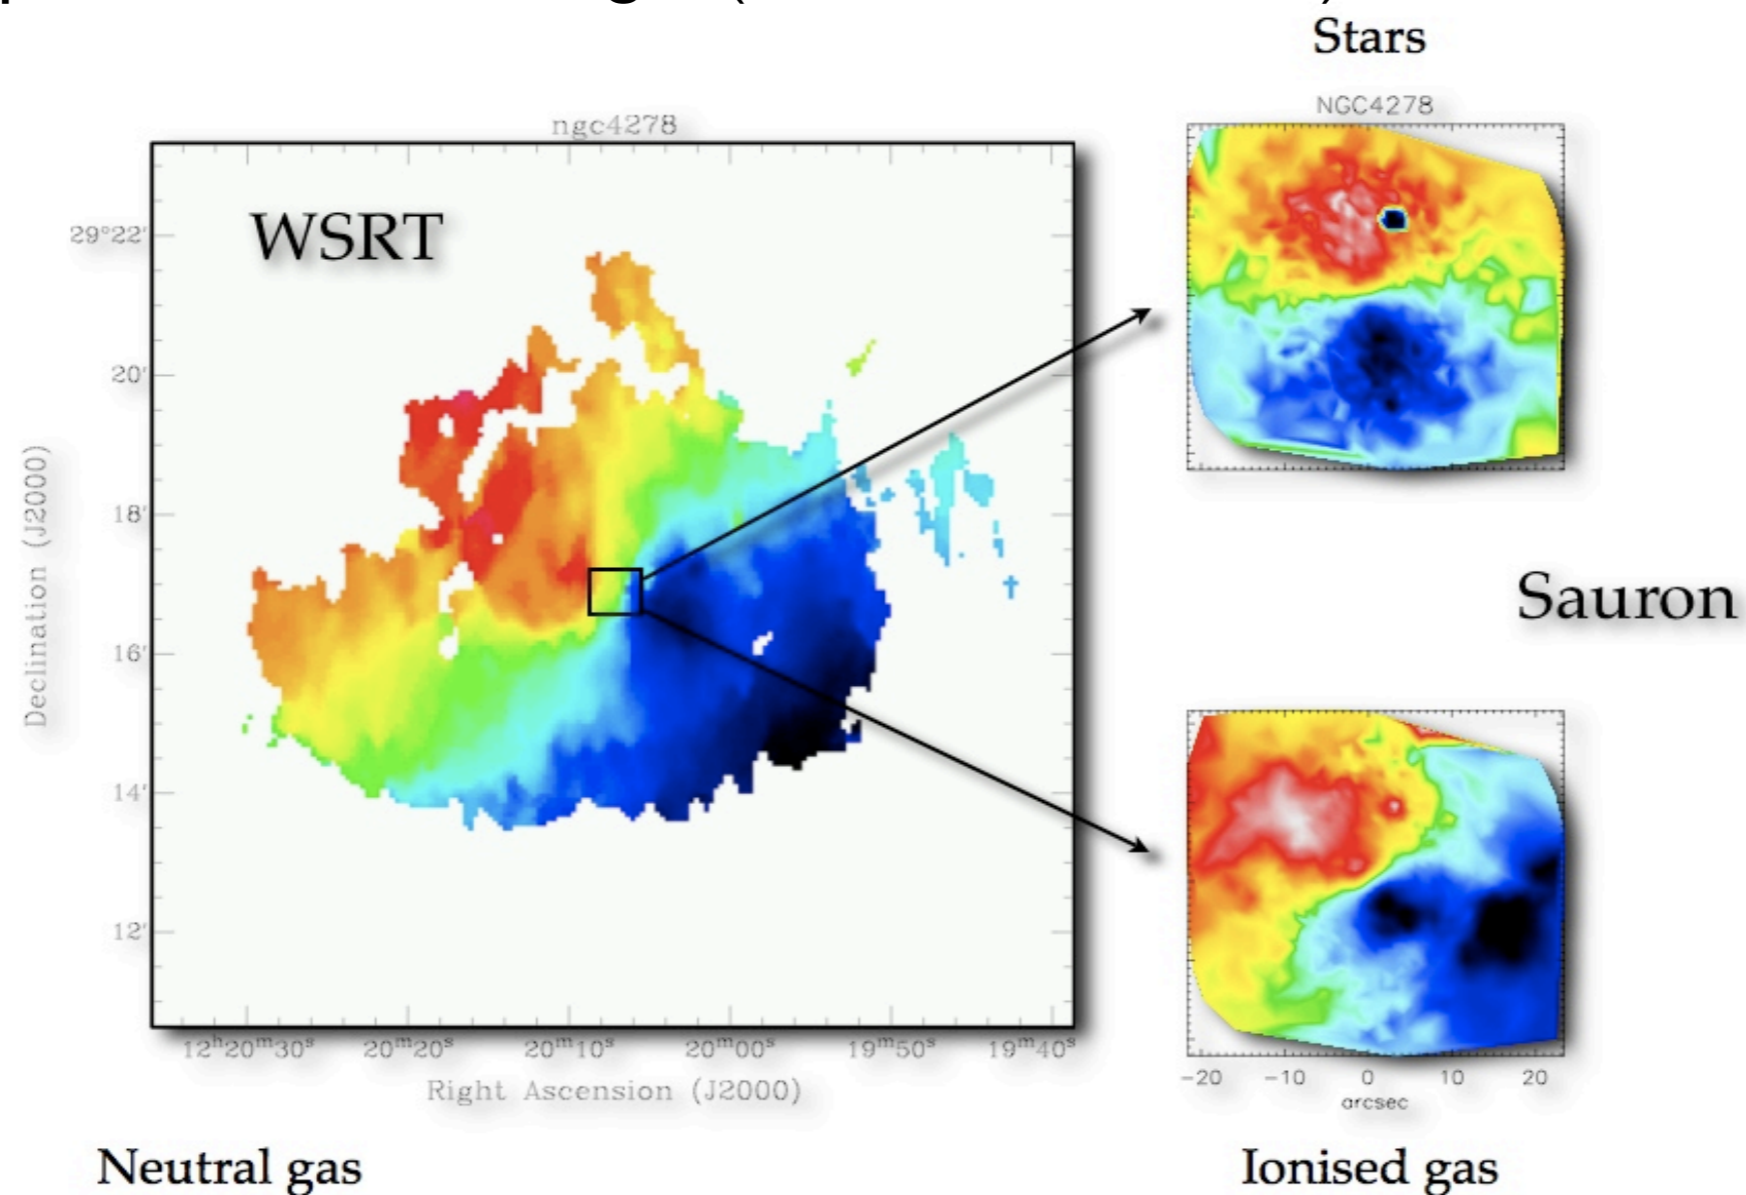 Stars
ngc4278
NGC4278
WSRT
29°22'
20'
18'
16'
14'
12'
Declination (J2000)
12ʰ20ᵐ30ˢ 20ᵐ20ˢ 20ᵐ10ˢ 20ᵐ00ˢ 19ᵐ50ˢ 19ᵐ40ˢ
Right Ascension (J2000)
Sauron
−20 −10 0 10 20
arcsec
Neutral gas
Ionised gas